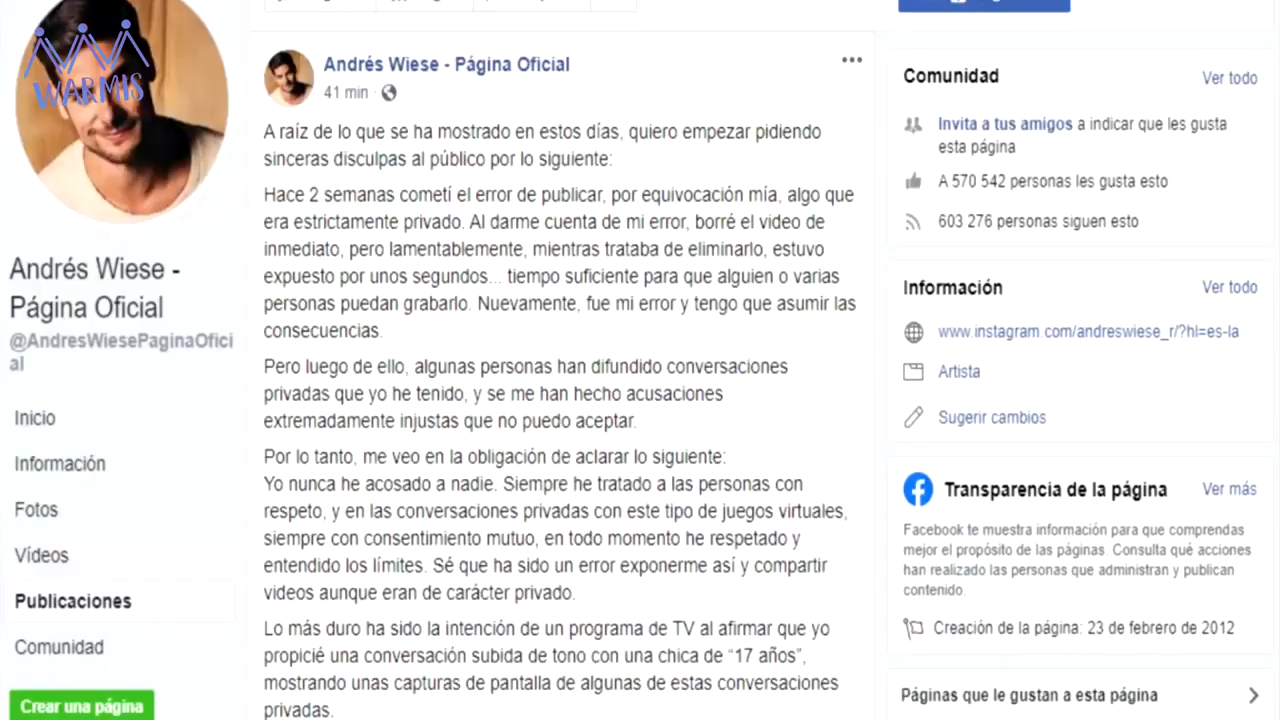 WARMIS
Andrés Wiese -
Página Oficial
@AndresWiesePaginaOfici
al
Inicio
Información
Fotos
Vídeos
Publicaciones
Comunidad
Crear una página
Andrés Wiese - Página Oficial
41 min ·
A raíz de lo que se ha mostrado en estos días, quiero empezar pidiendo
sinceras disculpas al público por lo siguiente:
Hace 2 semanas cometí el error de publicar, por equivocación mía, algo que
era estrictamente privado. Al darme cuenta de mi error, borré el video de
inmediato, pero lamentablemente, mientras trataba de eliminarlo, estuvo
expuesto por unos segundos... tiempo suficiente para que alguien o varias
personas puedan grabarlo. Nuevamente, fue mi error y tengo que asumir las
consecuencias.
Pero luego de ello, algunas personas han difundido conversaciones
privadas que yo he tenido, y se me han hecho acusaciones
extremadamente injustas que no puedo aceptar.
Por lo tanto, me veo en la obligación de aclarar lo siguiente:
Yo nunca he acosado a nadie. Siempre he tratado a las personas con
respeto, y en las conversaciones privadas con este tipo de juegos virtuales,
siempre con consentimiento mutuo, en todo momento he respetado y
entendido los límites. Sé que ha sido un error exponerme así y compartir
videos aunque eran de carácter privado.
Lo más duro ha sido la intención de un programa de TV al afirmar que yo
propicié una conversación subida de tono con una chica de “17 años”,
mostrando unas capturas de pantalla de algunas de estas conversaciones
privadas.
Comunidad
Ver todo
Invita a tus amigos a indicar que les gusta
esta página
A 570 542 personas les gusta esto
603 276 personas siguen esto
Información
Ver todo
www.instagram.com/andreswiese_r/?hl=es-la
Artista
Sugerir cambios
Transparencia de la página
Ver más
Facebook te muestra información para que comprendas
mejor el propósito de las páginas. Consulta qué acciones
han realizado las personas que administran y publican
contenido.
Creación de la página: 23 de febrero de 2012
Páginas que le gustan a esta página